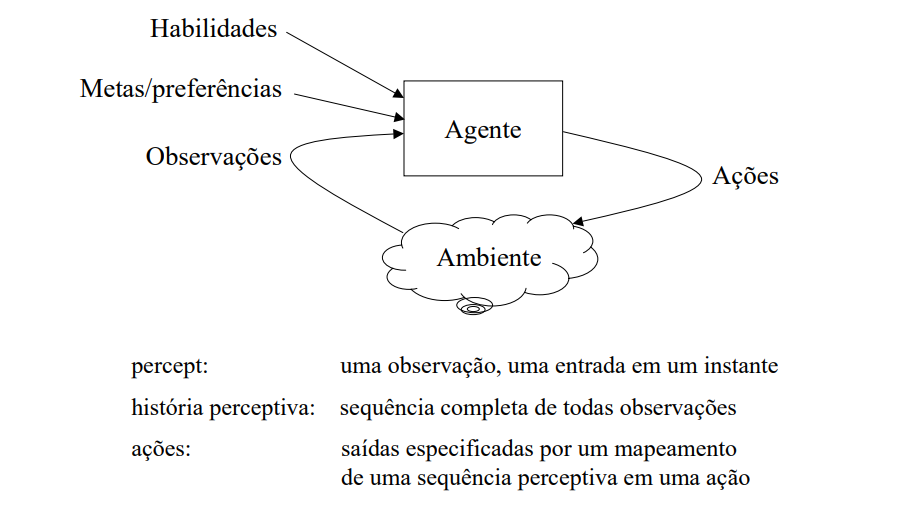 Habilidades
Metas/preferências
Observações
Agente
Ações
Ambiente
percept: uma observação, uma entrada em um instante
história perceptiva: sequência completa de todas observações
ações: saídas especificadas por um mapeamento
de uma sequência perceptiva em uma ação